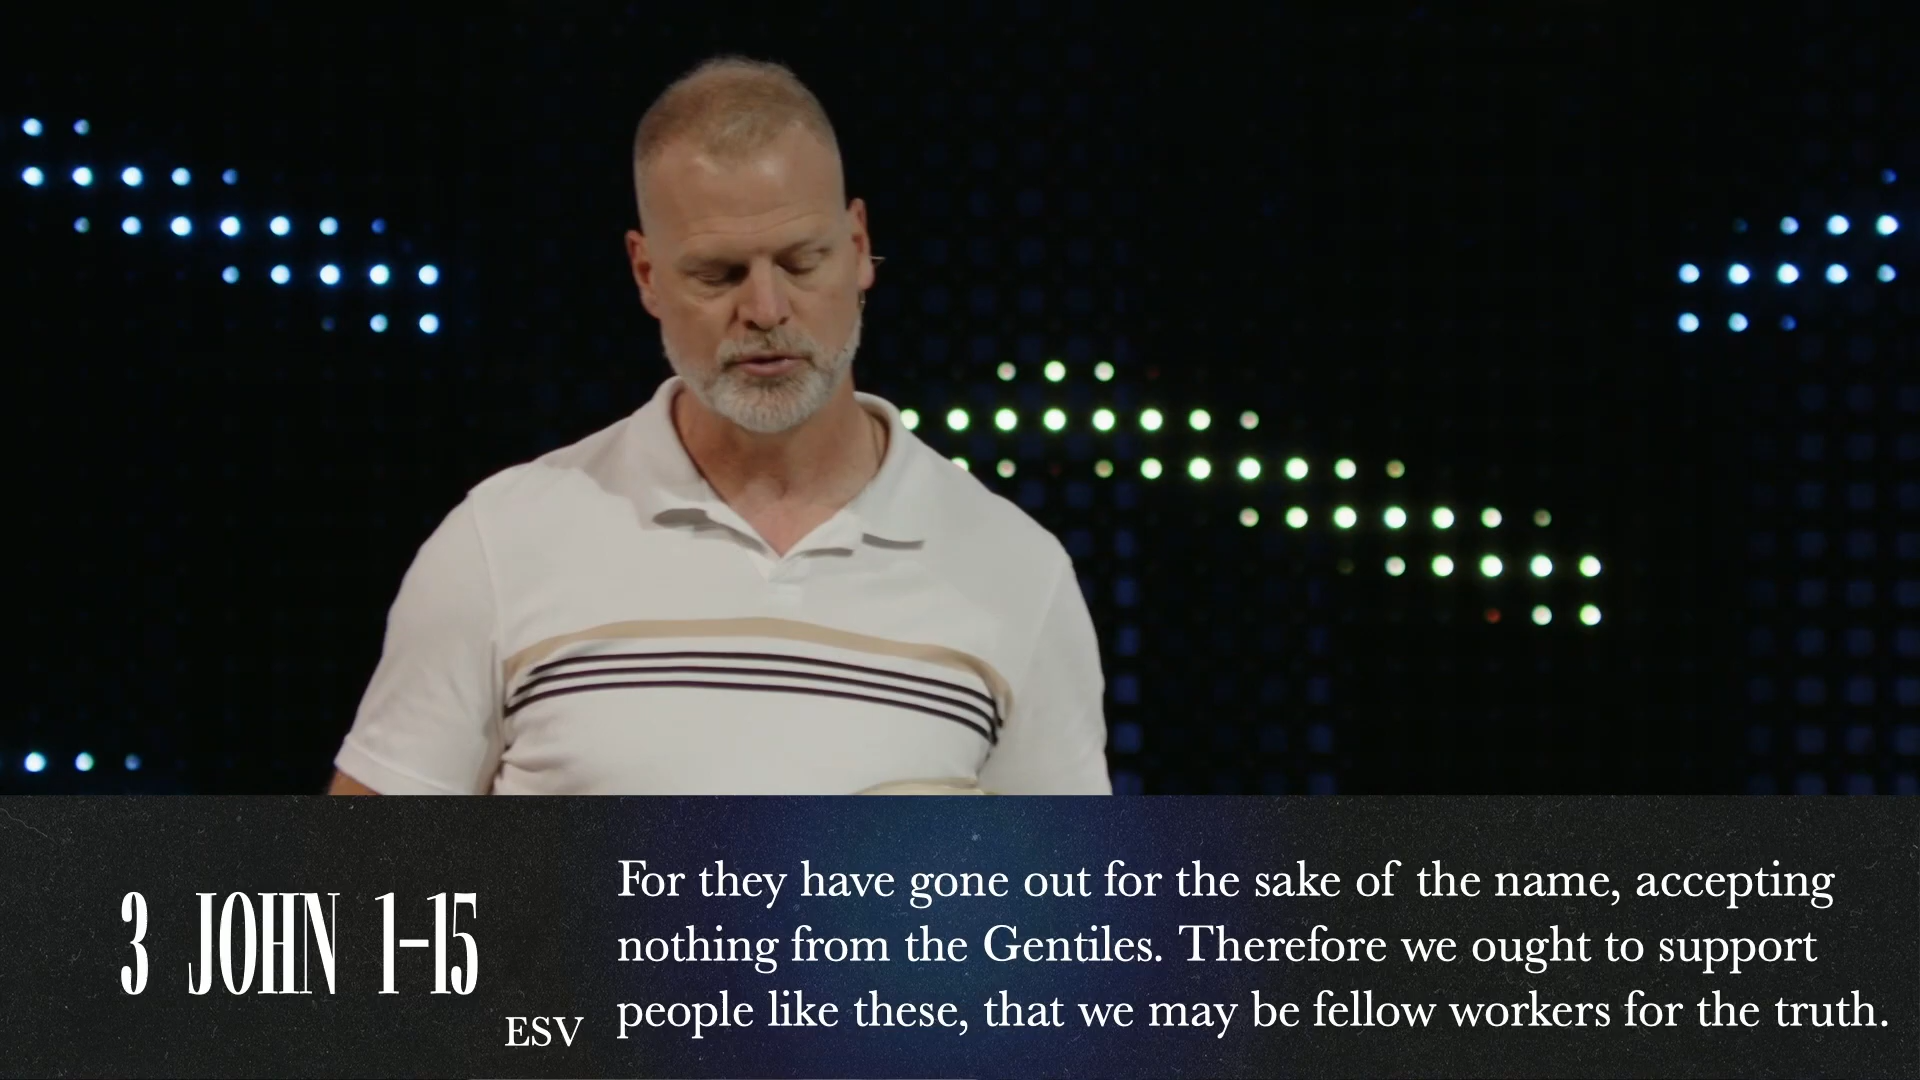 3 JOHN 1-15
ESV
For they have gone out for the sake of the name, accepting
nothing from the Gentiles. Therefore we ought to support
people like these, that we may be fellow workers for the truth.